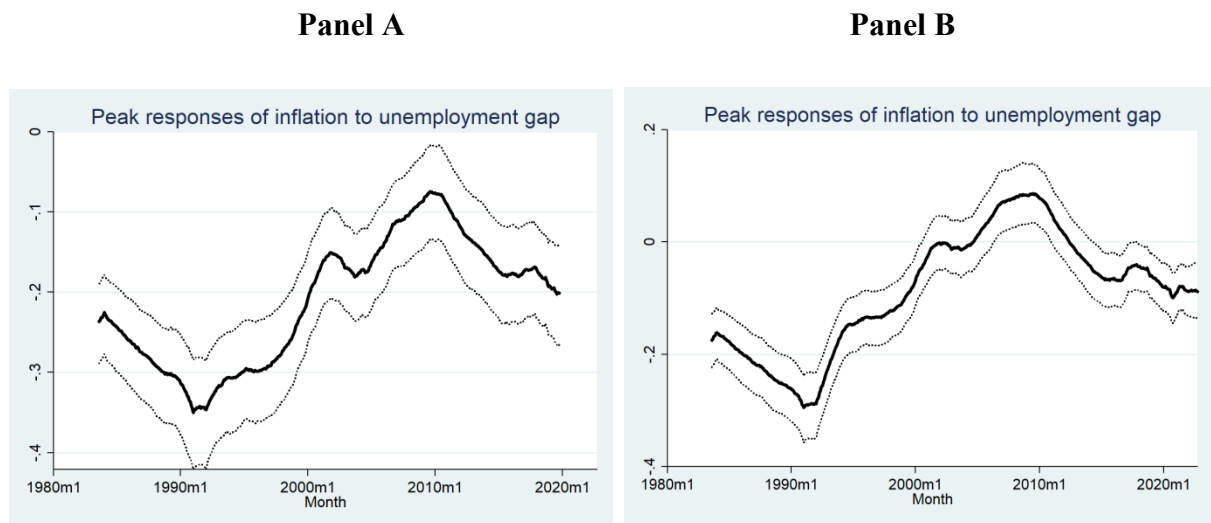 Panel A
Panel B
Peak responses of inflation to unemployment gap
0
-.1
-.2
-.3
-.4
1980m1 1990m1 2000m1 2010m1 2020m1
Month
Peak responses of inflation to unemployment gap
.2
0
-.2
-.4
1980m1 1990m1 2000m1 2010m1 2020m1
Month